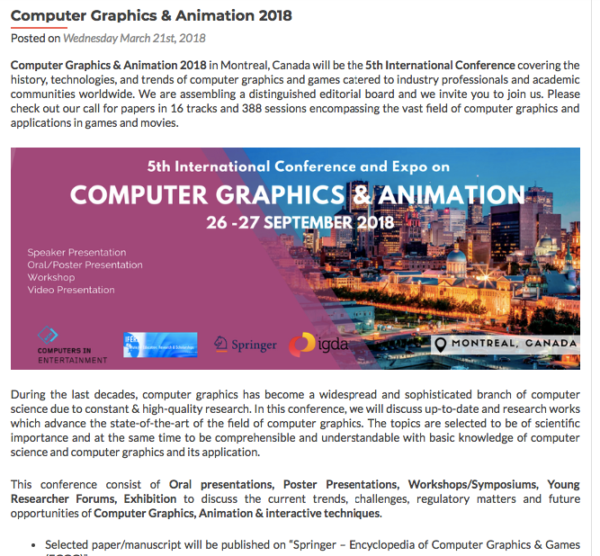 Computer Graphics & Animation 2018
Posted on Wednesday March 21st, 2018
Computer Graphics & Animation 2018 in Montreal, Canada will be the 5th International Conference covering the
history, technologies, and trends of computer graphics and games catered to industry professionals and academic
communities worldwide. We are assembling a distinguished editorial board and we invite you to join us. Please
check out our call for papers in 16 tracks and 388 sessions encompassing the vast field of computer graphics and
applications in games and movies.
5th International Conference and Expo on
COMPUTER GRAPHICS & ANIMATION
26 -27 SEPTEMBER 2018
Speaker Presentation
Oral/Poster Presentation
Workshop
Video Presentation
COMPUTERS IN
ENTERTAINMENT
Springer
igda
MONTREAL, CANADA
During the last decades, computer graphics has become a widespread and sophisticated branch of computer
science due to constant & high-quality research. In this conference, we will discuss up-to-date and research works
which advance the state-of-the-art of the field of computer graphics. The topics are selected to be of scientific
importance and at the same time to be comprehensible and understandable with basic knowledge of computer
science and computer graphics and its application.
This conference consist of Oral presentations, Poster Presentations, Workshops/Symposiums, Young
Researcher Forums, Exhibition to discuss the current trends, challenges, regulatory matters and future
opportunities of Computer Graphics, Animation & interactive techniques.
• Selected paper/manuscript will be published on "Springer – Encyclopedia of Computer Graphics & Games